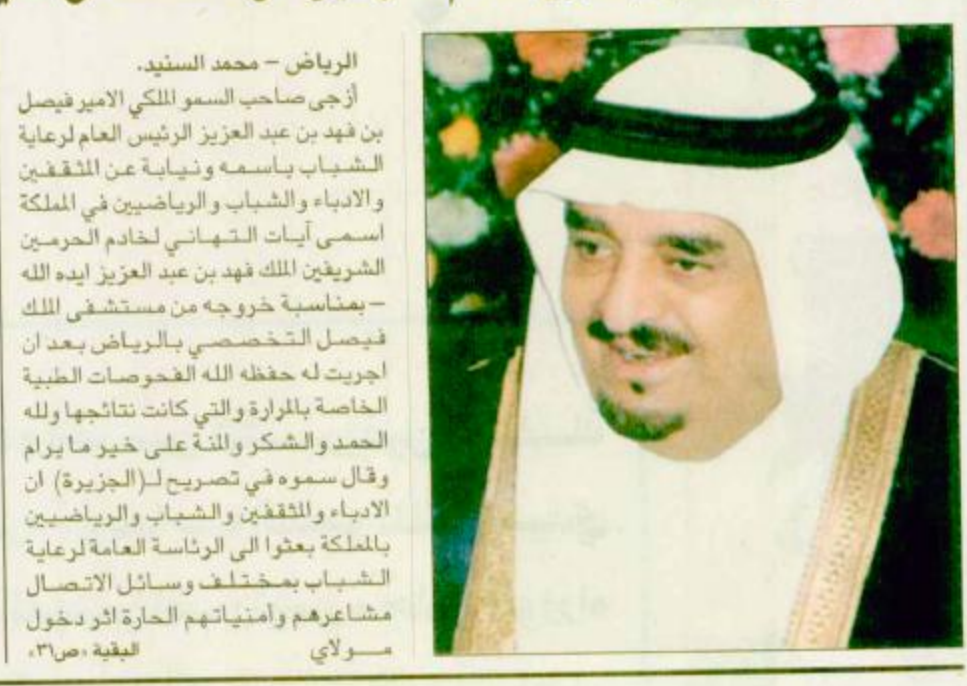 الرياض – محمد السنيد.
أزجى صاحب السمو الملكي الامير فيصل
بن فهد بن عبد العزيز الرئيس العام لرعاية
الشباب باسمه ونيابة عن المثقفين
والادباء والشباب والرياضيين في المملكة
اسمى آيات التهاني لخادم الحرمين
الشريفين الملك فهد بن عبد العزيز ايده الله
– بمناسبة خروجه من مستشفى الملك
فيصل التخصصي بالرياض بعد ان
اجريت له حفظه الله الفحوصات الطبية
الخاصة بالمرارة والتي كانت نتائجها ولله
الحمد والشكر والمنة على خير ما يرام
وقال سموه في تصريح لـ(الجزيرة) ان
الادباء والمثقفين والشباب والرياضيين
بالمملكة بعثوا الى الرئاسة العامة لرعاية
الشباب بمختلف وسائل الاتصال
مشاعرهم وأمنياتهم الحارة اثر دخول
مولاي البقية «ص٣١»